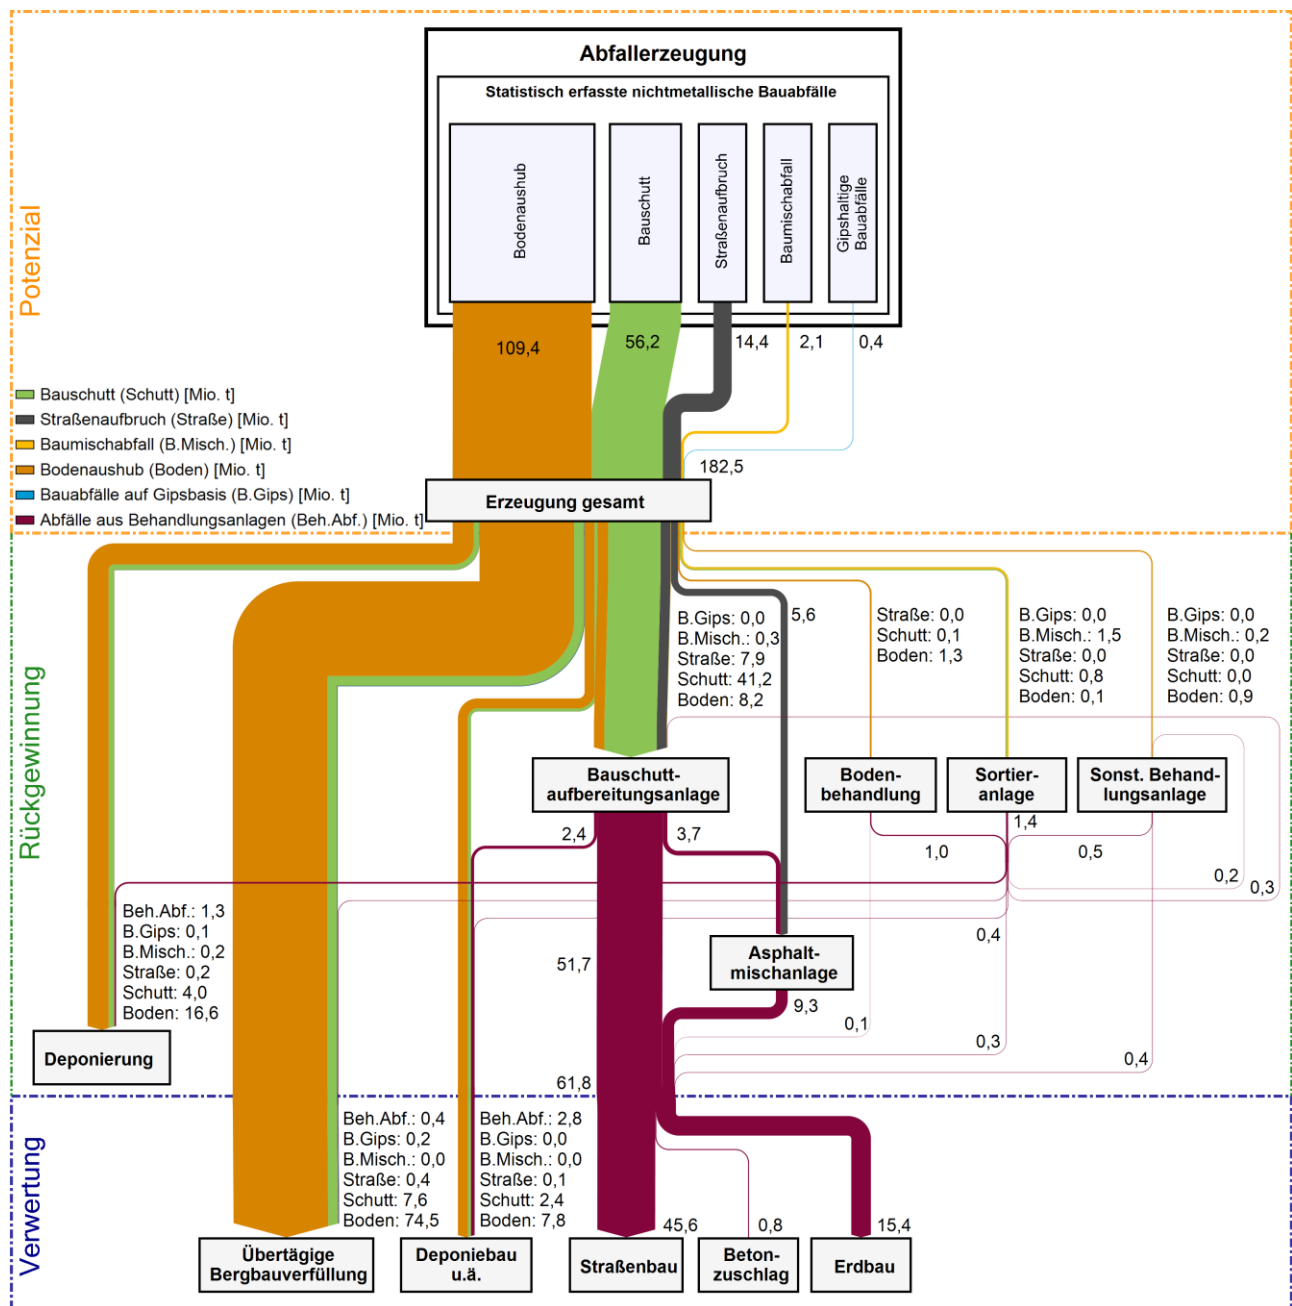 Abfallerzeugung
Statistisch erfasste nichtmetallische Bauabfälle
Bodenaushub
Bauschutt
Straßenaufbruch
Baumischabfall
Gipshaltige
Bauabfälle
109,4
56,2
14,4
2,1
0,4
Potenzial
Bauschutt (Schutt) [Mio. t]
Straßenaufbruch (Straße) [Mio. t]
Baumischabfall (B.Misch.) [Mio. t]
Bodenaushub (Boden) [Mio. t]
Bauabfälle auf Gipsbasis (B.Gips) [Mio. t]
Abfälle aus Behandlungsanlagen (Beh.Abf.) [Mio. t]
182,5
Erzeugung gesamt
Rückgewinnung
B.Gips: 0,0
B.Misch.: 0,3
Straße: 7,9
Schutt: 41,2
Boden: 8,2
5,6
Straße: 0,0
Schutt: 0,1
Boden: 1,3
B.Gips: 0,0
B.Misch.: 1,5
Straße: 0,0
Schutt: 0,8
Boden: 0,1
B.Gips: 0,0
B.Misch.: 0,2
Straße: 0,0
Schutt: 0,0
Boden: 0,9
Bauschutt-
aufbereitungsanlage
Boden-
behandlung
Sortier-
anlage
Sonst. Behand-
lungsanlage
2,4
3,7
1,4
1,0
0,5
0,2
0,3
Beh.Abf.: 1,3
B.Gips: 0,1
B.Misch.: 0,2
Straße: 0,2
Schutt: 4,0
Boden: 16,6
0,4
51,7
Asphalt-
mischanlage
9,3
0,1
0,3
0,4
Deponierung
61,8
Verwertung
Beh.Abf.: 0,4
B.Gips: 0,2
B.Misch.: 0,0
Straße: 0,4
Schutt: 7,6
Boden: 74,5
Beh.Abf.: 2,8
B.Gips: 0,0
B.Misch.: 0,0
Straße: 0,1
Schutt: 2,4
Boden: 7,8
45,6
0,8
15,4
Übertägige
Bergbauverfüllung
Deponiebau
u.ä.
Straßenbau
Beton-
zuschlag
Erdbau